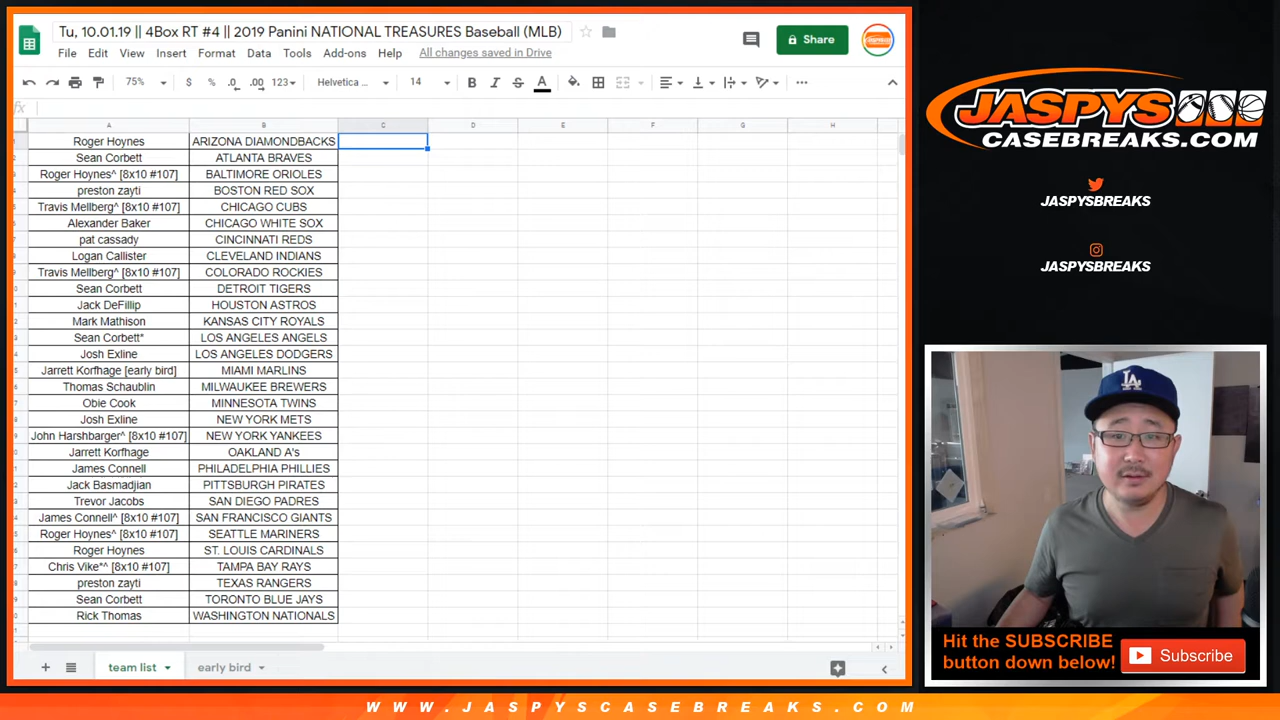 Tu, 10.01.19 || 4Box RT #4 || 2019 Panini NATIONAL TREASURES Baseball (MLB)
File Edit View Insert Format Data Tools Add-ons Help All changes saved in Drive
Share
75% $ % .0 .00 123 Helvetica ... 14 B I S A
fx
A B C D E F G H
Roger Hoynes ARIZONA DIAMONDBACKS
Sean Corbett ATLANTA BRAVES
Roger Hoynes^ [8x10 #107] BALTIMORE ORIOLES
preston zayti BOSTON RED SOX
Travis Mellberg^ [8x10 #107] CHICAGO CUBS
Alexander Baker CHICAGO WHITE SOX
pat cassady CINCINNATI REDS
Logan Callister CLEVELAND INDIANS
Travis Mellberg^ [8x10 #107] COLORADO ROCKIES
Sean Corbett DETROIT TIGERS
Jack DeFillip HOUSTON ASTROS
Mark Mathison KANSAS CITY ROYALS
Sean Corbett* LOS ANGELES ANGELS
Josh Exline LOS ANGELES DODGERS
Jarrett Korfhage [early bird] MIAMI MARLINS
Thomas Schaublin MILWAUKEE BREWERS
Obie Cook MINNESOTA TWINS
Josh Exline NEW YORK METS
John Harshbarger^ [8x10 #107] NEW YORK YANKEES
Jarrett Korfhage OAKLAND A's
James Connell PHILADELPHIA PHILLIES
Jack Basmadjian PITTSBURGH PIRATES
Trevor Jacobs SAN DIEGO PADRES
James Connell^ [8x10 #107] SAN FRANCISCO GIANTS
Roger Hoynes^ [8x10 #107] SEATTLE MARINERS
Roger Hoynes ST. LOUIS CARDINALS
Chris Vike*^ [8x10 #107] TAMPA BAY RAYS
preston zayti TEXAS RANGERS
Sean Corbett TORONTO BLUE JAYS
Rick Thomas WASHINGTON NATIONALS
team list early bird
JASPYS
CASEBREAKS.COM
JASPYSBREAKS
JASPYSBREAKS
LA
Hit the SUBSCRIBE
button down below!
Subscribe
WWW.JASPYSCASEBREAKS.COM